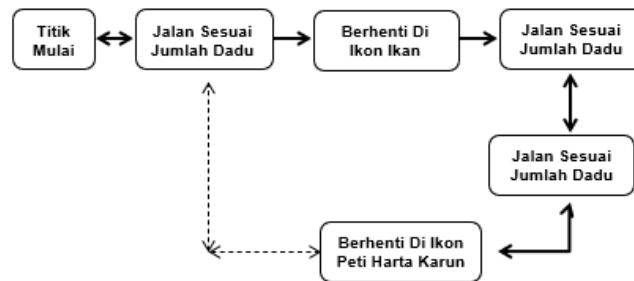 Titik
Mulai
Jalan Sesuai
Jumlah Dadu
Berhenti Di
Ikon Ikan
Jalan Sesuai
Jumlah Dadu
Jalan Sesuai
Jumlah Dadu
Berhenti Di Ikon
Peti Harta Karun